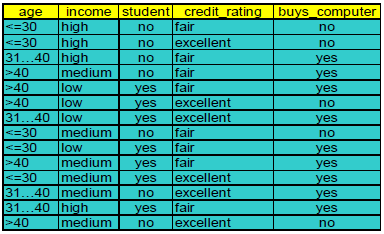 age income student credit_rating buys_computer
<=30 high no fair no
<=30 high no excellent no
31…40 high no fair yes
>40 medium no fair yes
>40 low yes fair yes
>40 low yes excellent no
31…40 low yes excellent yes
<=30 medium no fair no
<=30 low yes fair yes
>40 medium yes fair yes
<=30 medium yes excellent yes
31…40 medium no excellent yes
31…40 high yes fair yes
>40 medium no excellent no